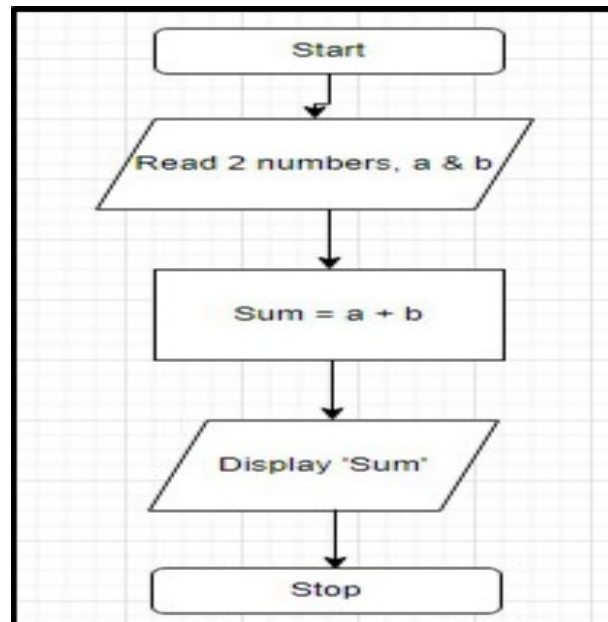 Start
Read 2 numbers, a & b
Sum = a + b
Display 'Sum'
Stop